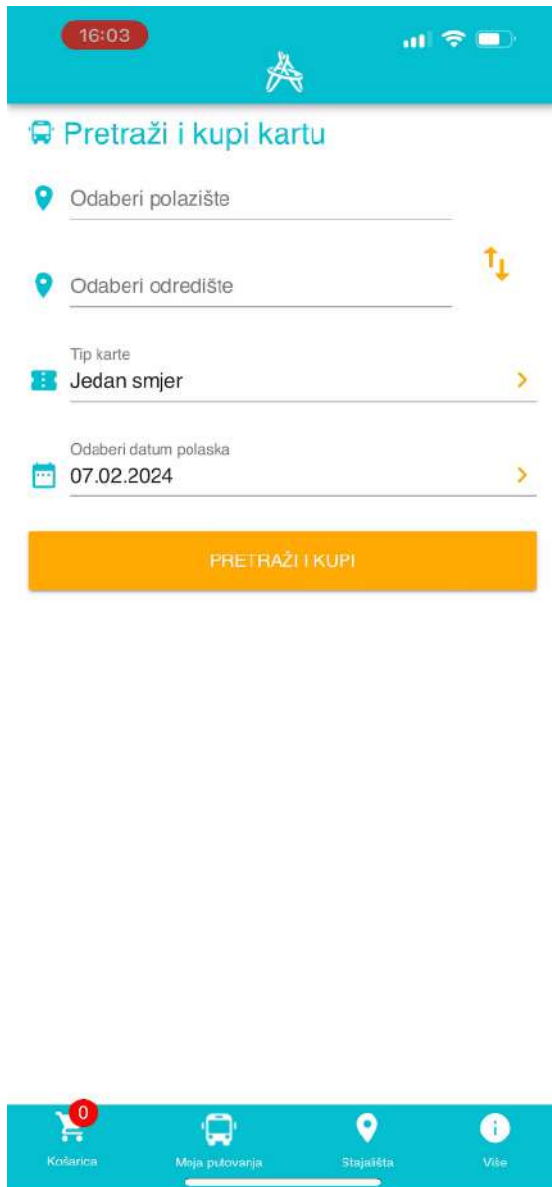 16:03
Pretraži i kupi kartu
Odaberi polazište
Odaberi odredište
Tip karte
Jedan smjer
Odaberi datum polaska
07.02.2024
PRETRAŽI I KUPI
0
Košarica
Moja putovanja
Stajališta
Više